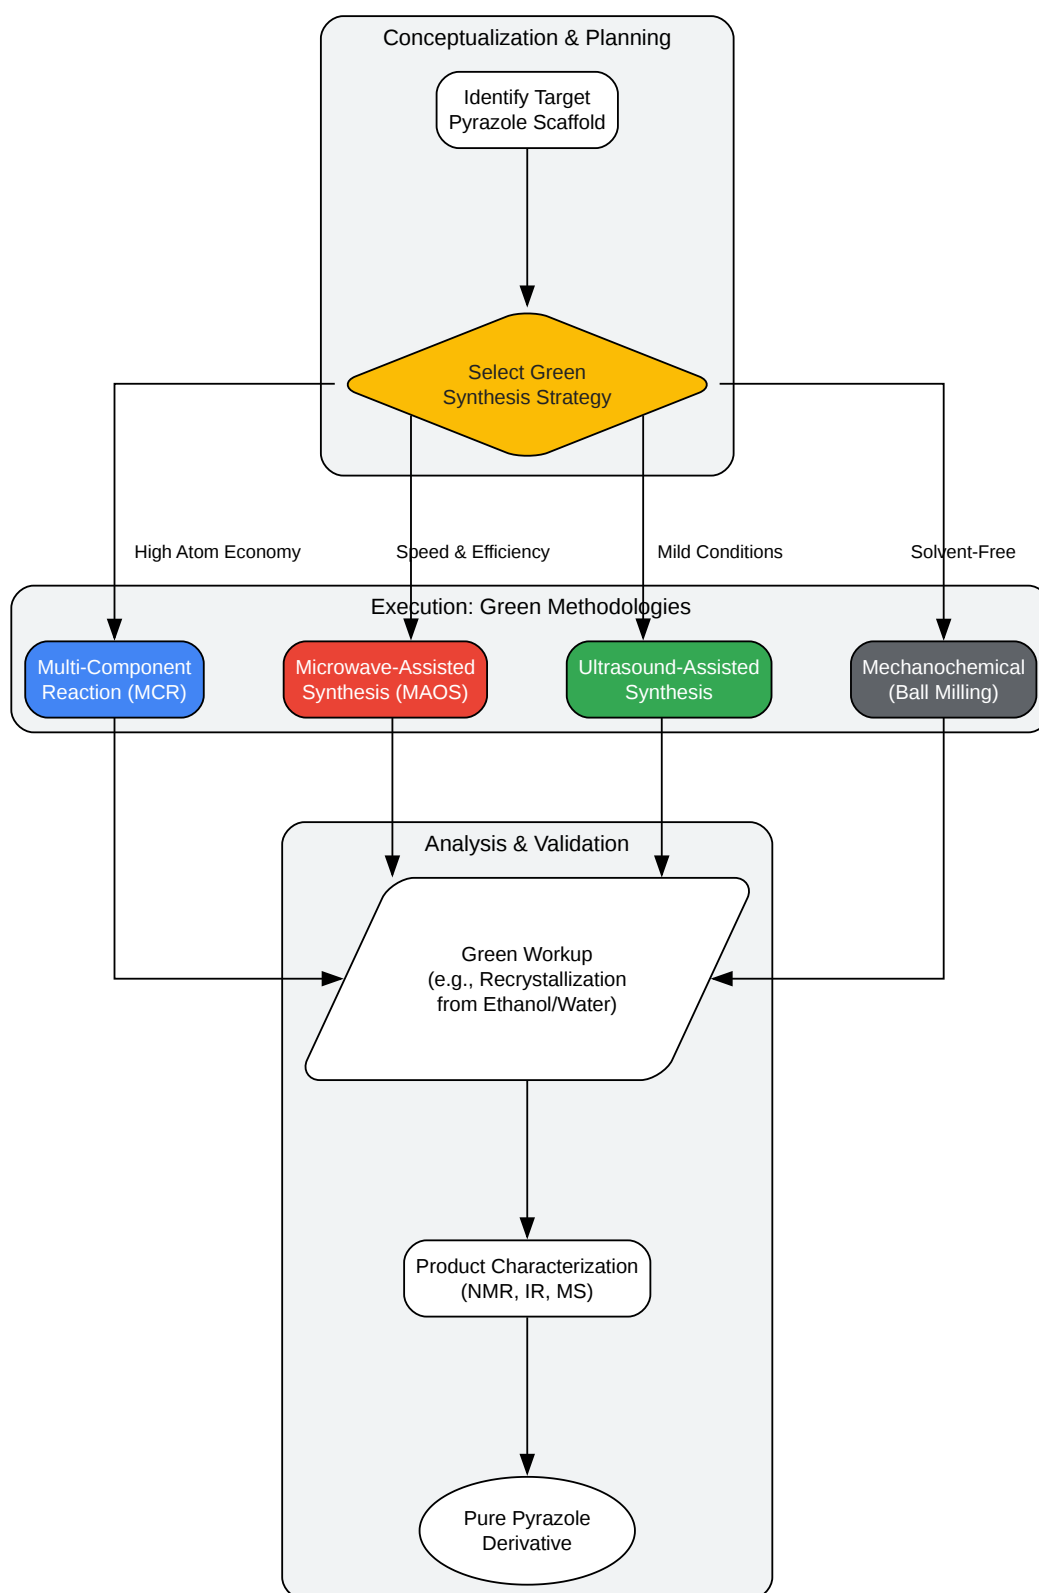 Conceptualization & Planning
Identify Target
Pyrazole Scaffold
Select Green
Synthesis Strategy
High Atom Economy
Speed & Efficiency
Mild Conditions
Solvent-Free
Execution: Green Methodologies
Multi-Component
Reaction (MCR)
Microwave-Assisted
Synthesis (MAOS)
Ultrasound-Assisted
Synthesis
Mechanochemical
(Ball Milling)
Analysis & Validation
Green Workup
(e.g., Recrystallization
from Ethanol/Water)
Product Characterization
(NMR, IR, MS)
Pure Pyrazole
Derivative